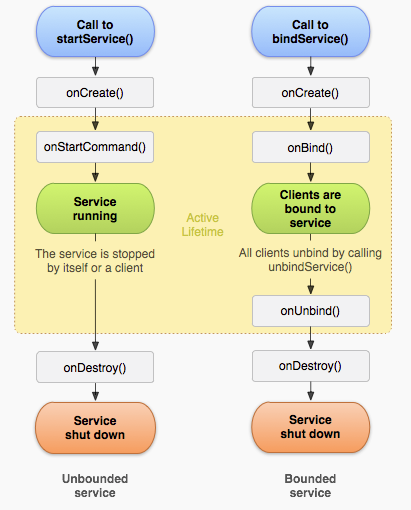 Call to
startService()
onCreate()
onStartCommand()
Service
running
The service is stopped
by itself or a client
onDestroy()
Service
shut down
Unbounded
service
Active
Lifetime
Call to
bindService()
onCreate()
onBind()
Clients are
bound to
service
All clients unbind by calling
unbindService()
onUnbind()
onDestroy()
Service
shut down
Bounded
service